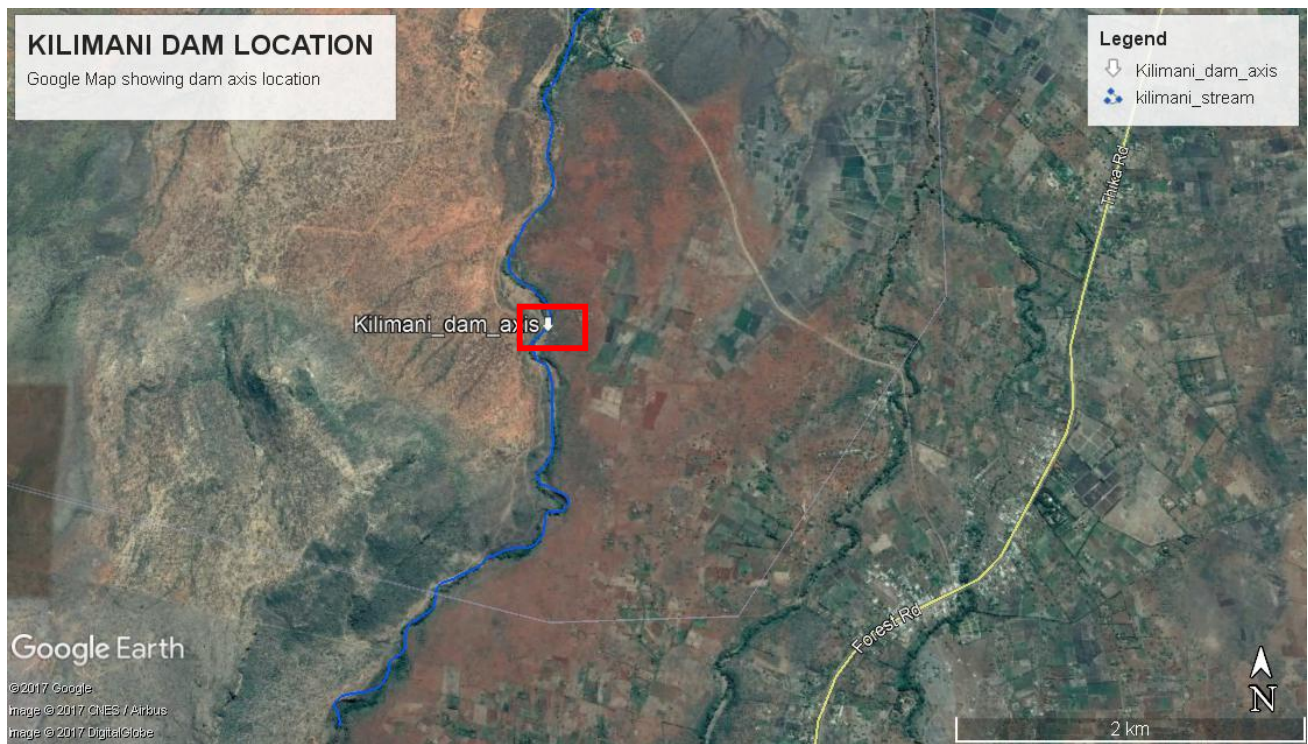 KILIMANI DAM LOCATION
Google Map showing dam axis location
Legend
Kilimani_dam_axis
kilimani_stream
Thika Rd
Kilimani_dam_axis
Forest Rd
Google Earth
©2017 Google
Image © 2017 CNES / Airbus
Image © 2017 DigitalGlobe
N
2 km